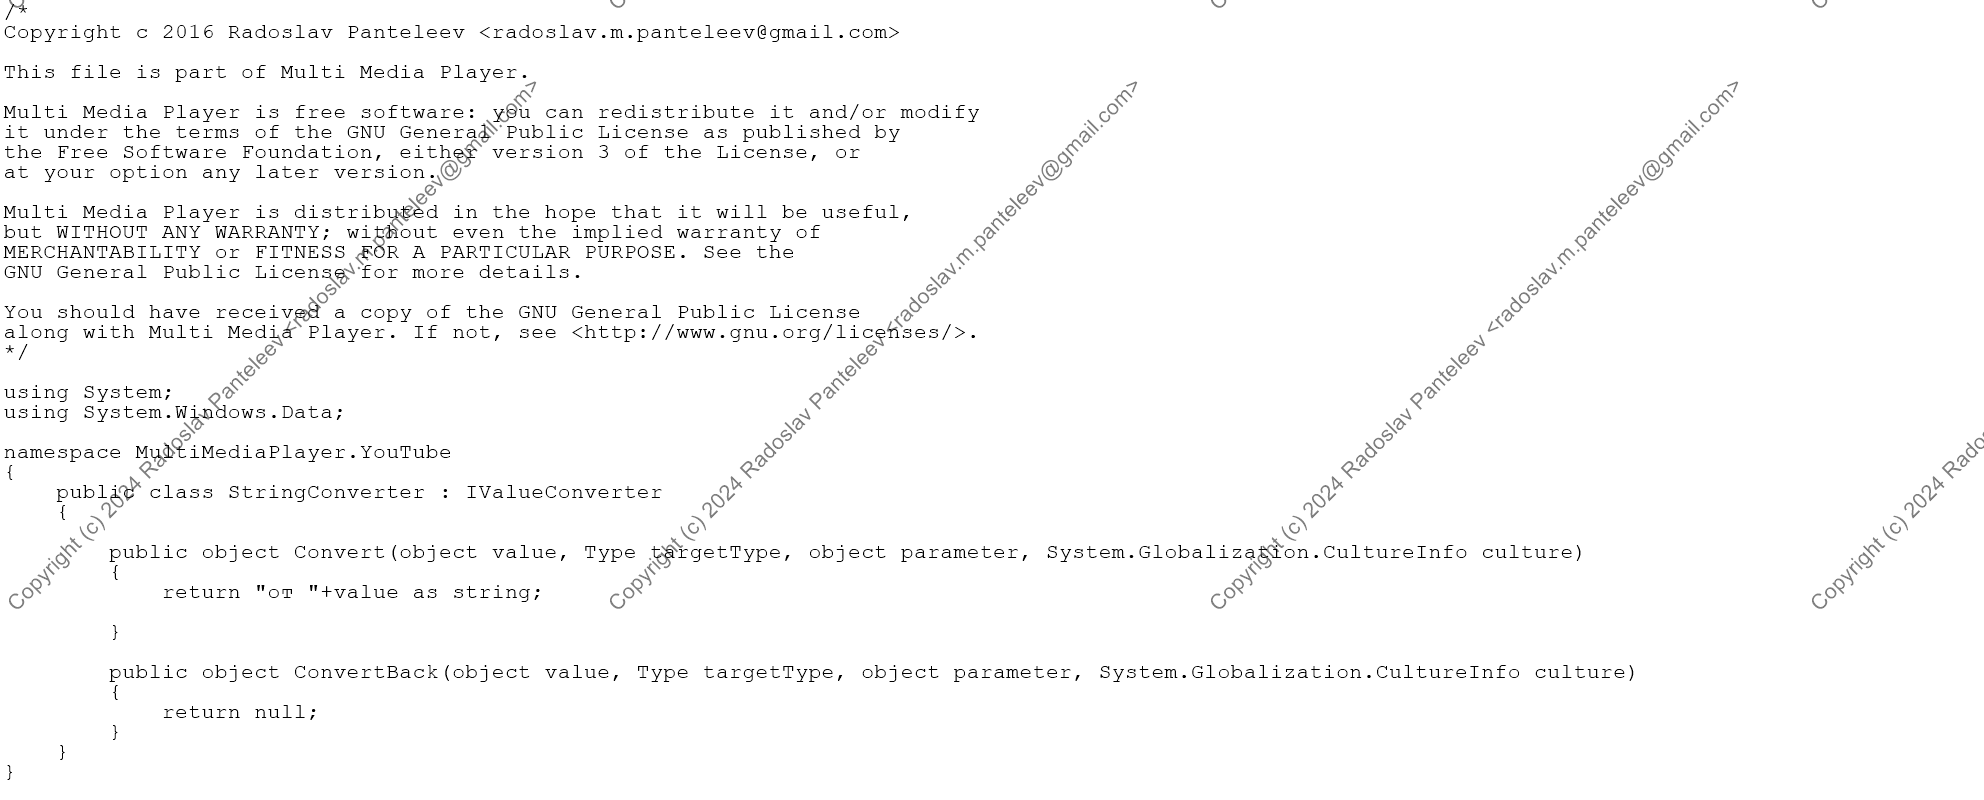 /*
Copyright c 2016 Radoslav Panteleev <radoslav.m.panteleev@gmail.com>

This file is part of Multi Media Player.

Multi Media Player is free software: you can redistribute it and/or modify
it under the terms of the GNU General Public License as published by
the Free Software Foundation, either version 3 of the License, or
at your option any later version.

Multi Media Player is distributed in the hope that it will be useful,
but WITHOUT ANY WARRANTY; without even the implied warranty of
MERCHANTABILITY or FITNESS FOR A PARTICULAR PURPOSE. See the
GNU General Public License for more details.

You should have received a copy of the GNU General Public License
along with Multi Media Player. If not, see <http://www.gnu.org/licenses/>.
*/

using System;
using System.Windows.Data;

namespace MultiMediaPlayer.YouTube
{
    public class StringConverter : IValueConverter
    {

        public object Convert(object value, Type targetType, object parameter, System.Globalization.CultureInfo culture)
        {
            return "от "+value as string;

        }

        public object ConvertBack(object value, Type targetType, object parameter, System.Globalization.CultureInfo culture)
        {
            return null;
        }
    }
}
Copyright (c) 2024 Radoslav Panteleev <radoslav.m.panteleev@gmail.com>
Copyright (c) 2024 Radoslav Panteleev <radoslav.m.panteleev@gmail.com>
Copyright (c) 2024 Radoslav Panteleev <radoslav.m.panteleev@gmail.com>
Copyright (c) 2024